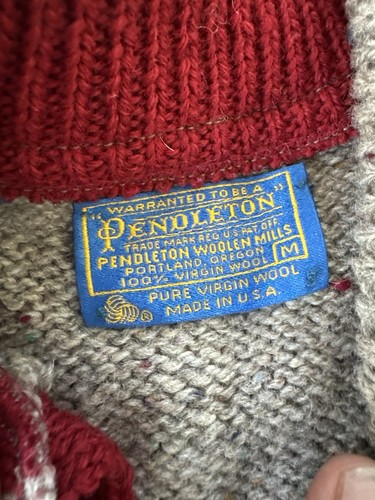 "WARRANTED TO BE A
PENDLETON"
TRADE MARK REG. U.S. PAT. OFF.
PENDLETON WOOLEN MILLS
PORTLAND, OREGON
100% VIRGIN WOOL
M
PURE VIRGIN WOOL
® MADE IN U.S.A.